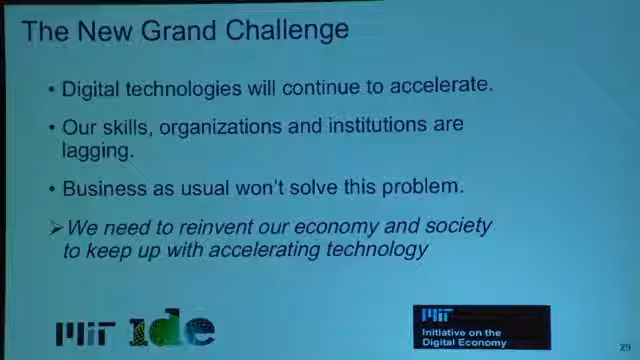 The New Grand Challenge
• Digital technologies will continue to accelerate.
• Our skills, organizations and institutions are
lagging.
• Business as usual won't solve this problem.
➢ We need to reinvent our economy and society
to keep up with accelerating technology
MIT ide
MIT
Initiative on the
Digital Economy
29